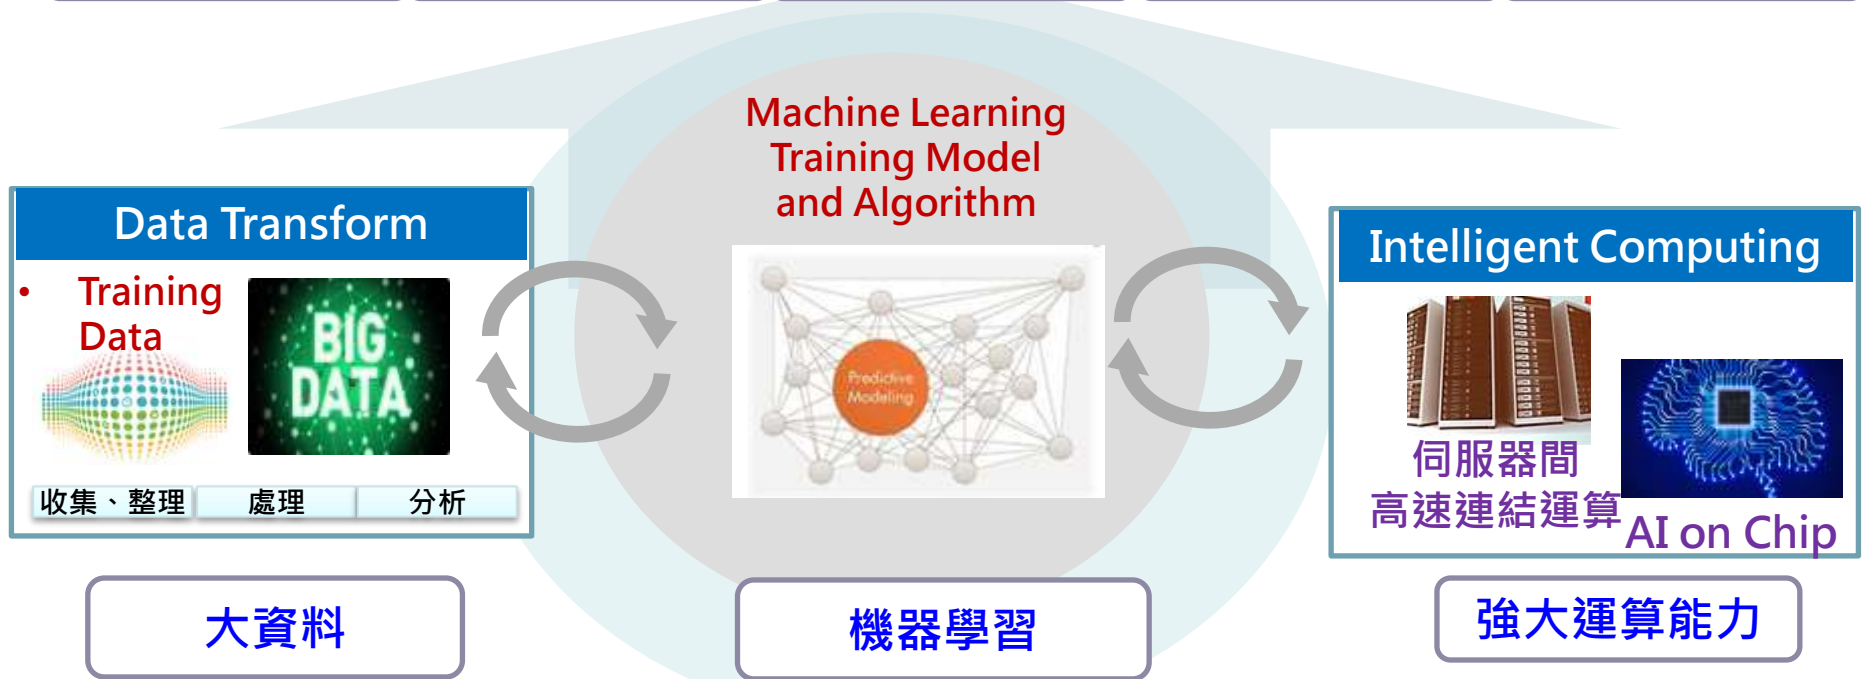 Machine Learning
Training Model
and Algorithm
Data Transform
• Training
Data
BIG
DATA
收集、整理
處理
分析
Predictive
Modeling
Intelligent Computing
伺服器間
高速連結運算
AI on Chip
大資料
機器學習
強大運算能力